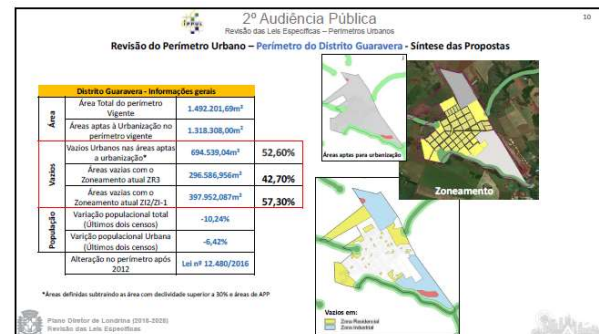 IPPUL
2º Audiência Pública
Revisão das Leis Específicas – Perímetros Urbanos
10
Revisão do Perímetro Urbano – Perímetro do Distrito Guaravera - Síntese das Propostas
Distrito Guaravera - Informações gerais
Área
Área Total do perímetro
Vigente
1.492.201,69m²
Áreas aptas à Urbanização no
perímetro vigente
1.318.308,00m²
Vazios
Vazios Urbanos nas áreas aptas
a urbanização*
694.539,04m²
52,60%
Áreas vazias com o
Zoneamento atual ZR3
296.586,956m²
42,70%
Áreas vazias com o
Zoneamento atual ZI2/ZI-1
397.952,087m²
57,30%
População
Variação populacional total
(Últimos dois censos)
-10,24%
Varição populacional Urbana
(Últimos dois censos)
-6,42%
Alteração no perímetro após
2012
Lei nº 12.480/2016
*Áreas definidas subtraindo as área com declividade superior a 30% e áreas de APP
Áreas aptas para urbanização
Zoneamento
Vazios em:
Zona Residencial
Zona Industrial
Plano Diretor de Londrina (2018-2028)
Revisão das Leis Específicas